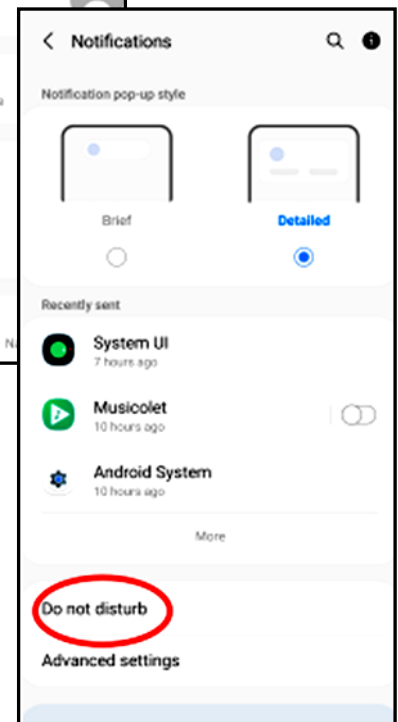 Notifications
Notification pop-up style
Brief
Detailed
Recently sent
System UI
7 hours ago
Musicolet
10 hours ago
Android System
10 hours ago
More
Do not disturb
Advanced settings